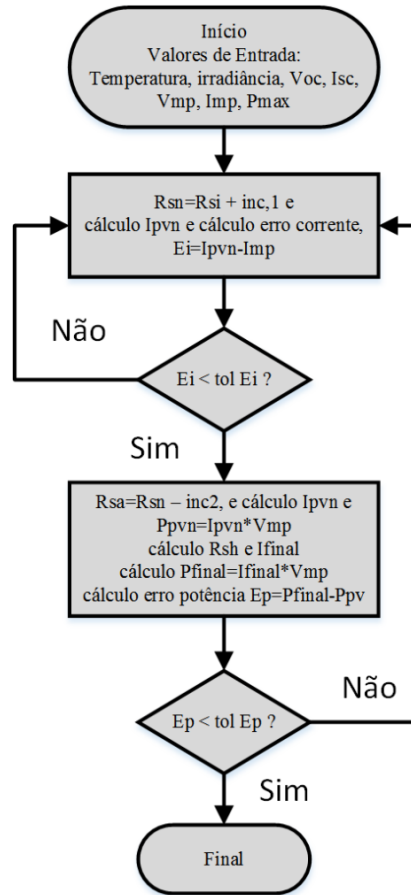 Início
Valores de Entrada:
Temperatura, irradiância, Voc, Isc,
Vmp, Imp, Pmax
Rsn=Rsi + inc,1 e
cálculo Ipvn e cálculo erro corrente,
Ei=Ipvn-Imp
Não
Ei < tol Ei ?
Sim
Rsa=Rsn – inc2, e cálculo Ipvn e
Ppvn=Ipvn*Vmp
cálculo Rsh e Ifinal
cálculo Pfinal=Ifinal*Vmp
cálculo erro potência Ep=Pfinal-Ppv
Não
Ep < tol Ep ?
Sim
Final